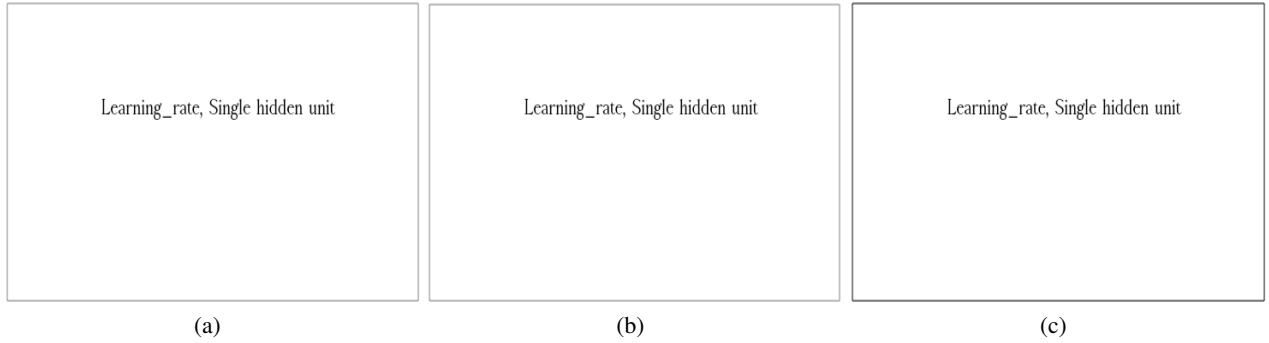 Learning_rate, Single hidden unit
Learning_rate, Single hidden unit
Learning_rate, Single hidden unit
(a)
(b)
(c)